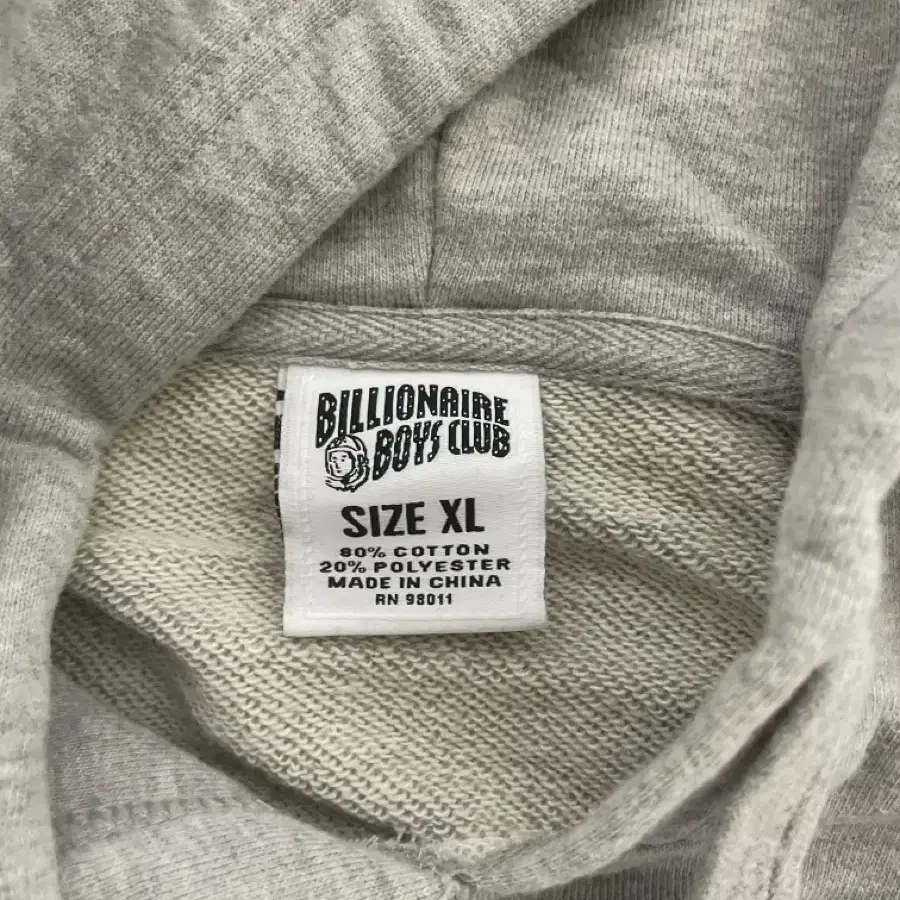 BILLIONAIRE
BOYS CLUB
SIZE XL
80% COTTON
20% POLYESTER
MADE IN CHINA
RN 98011